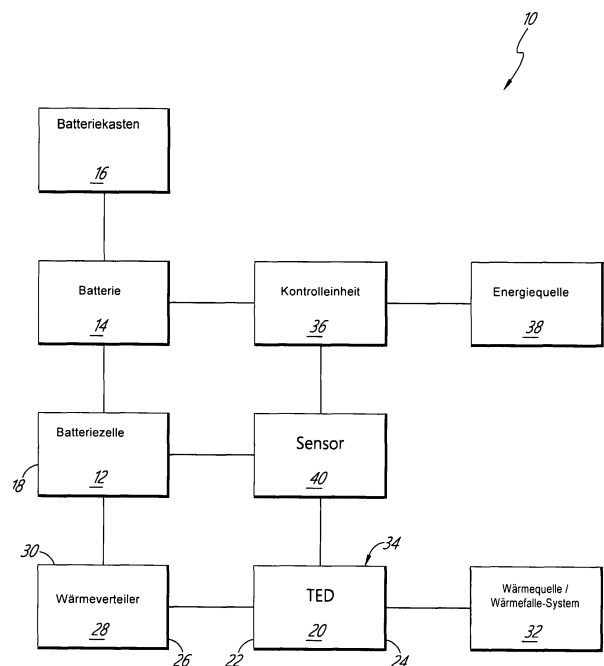 10
Batteriekasten
16
Batterie
14
Kontrolleinheit
36
Energiequelle
38
Batteriezelle
12
18
Sensor
40
30
34
Wärmeverteiler
28
26
TED
20
22
24
Wärmequelle /
Wärmefalle-System
32